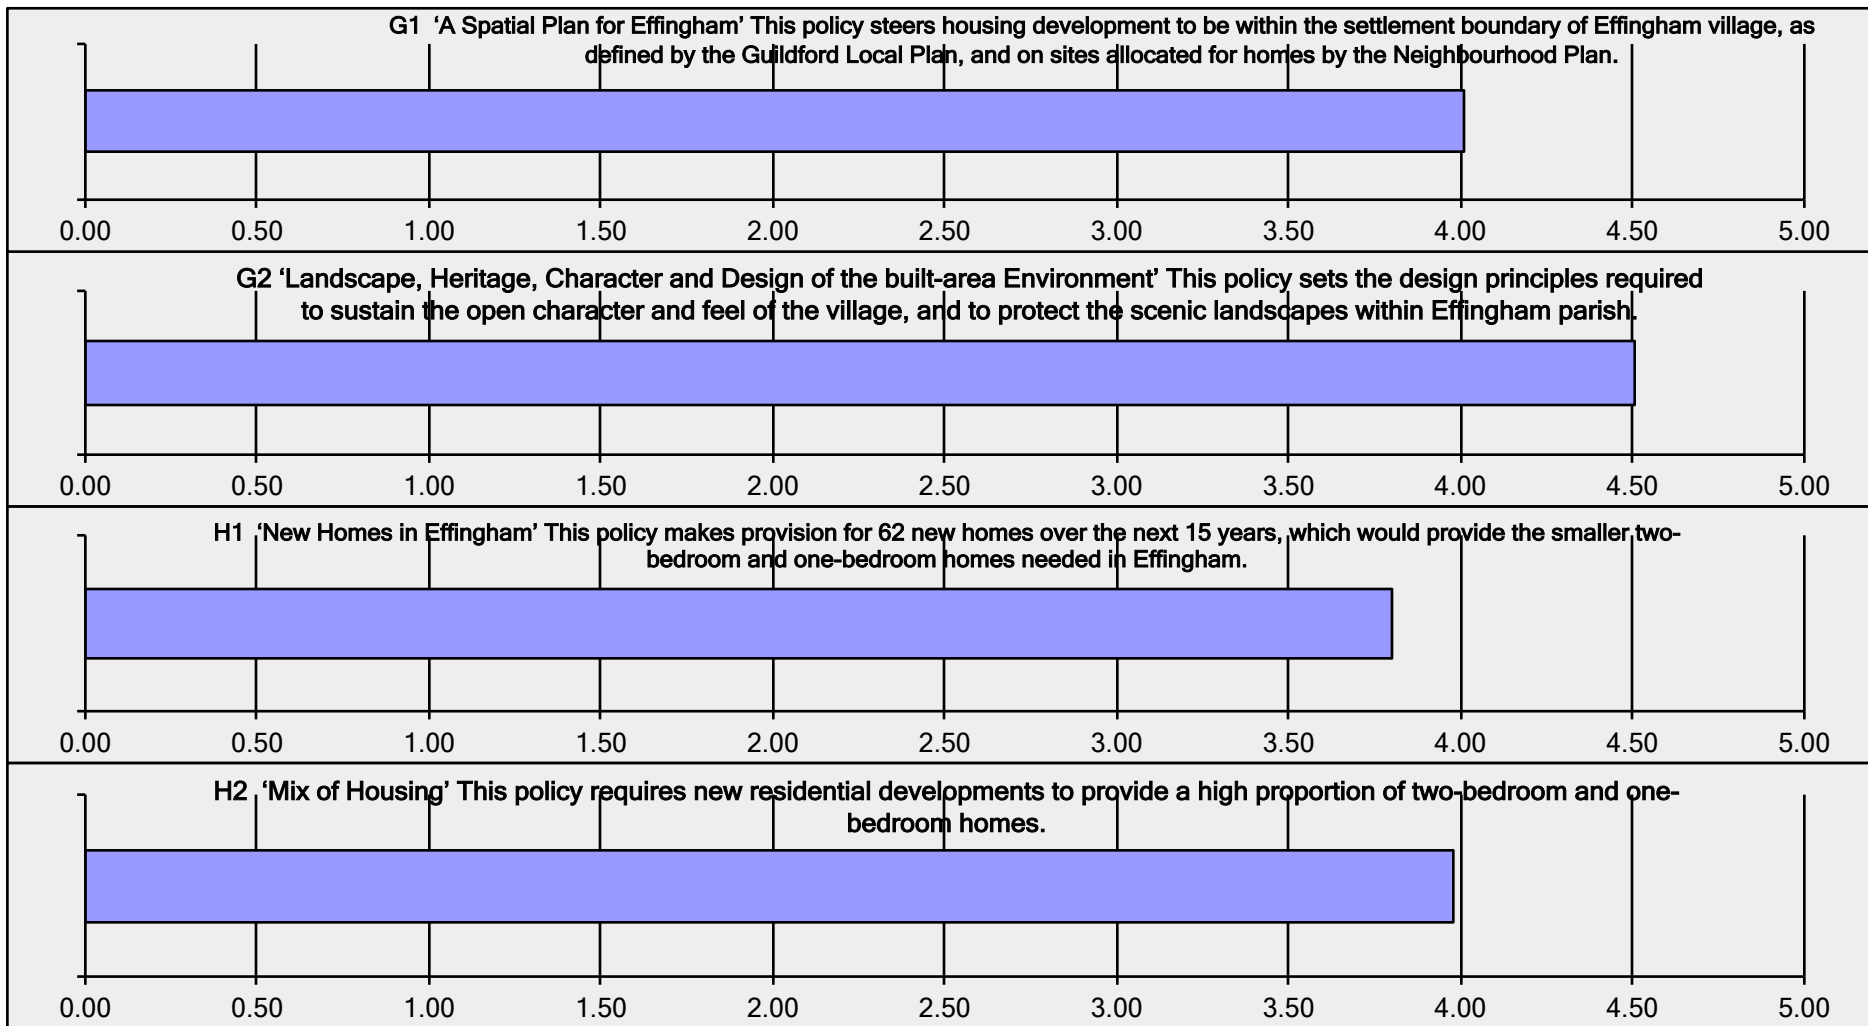 G1 ‘A Spatial Plan for Effingham’ This policy steers housing development to be within the settlement boundary of Effingham village, as
defined by the Guildford Local Plan, and on sites allocated for homes by the Neighbourhood Plan.
0.00 0.50 1.00 1.50 2.00 2.50 3.00 3.50 4.00 4.50 5.00
G2 ‘Landscape, Heritage, Character and Design of the built-area Environment’ This policy sets the design principles required
to sustain the open character and feel of the village, and to protect the scenic landscapes within Effingham parish.
0.00 0.50 1.00 1.50 2.00 2.50 3.00 3.50 4.00 4.50 5.00
H1 ‘New Homes in Effingham’ This policy makes provision for 62 new homes over the next 15 years, which would provide the smaller two-
bedroom and one-bedroom homes needed in Effingham.
0.00 0.50 1.00 1.50 2.00 2.50 3.00 3.50 4.00 4.50 5.00
H2 ‘Mix of Housing’ This policy requires new residential developments to provide a high proportion of two-bedroom and one-
bedroom homes.
0.00 0.50 1.00 1.50 2.00 2.50 3.00 3.50 4.00 4.50 5.00